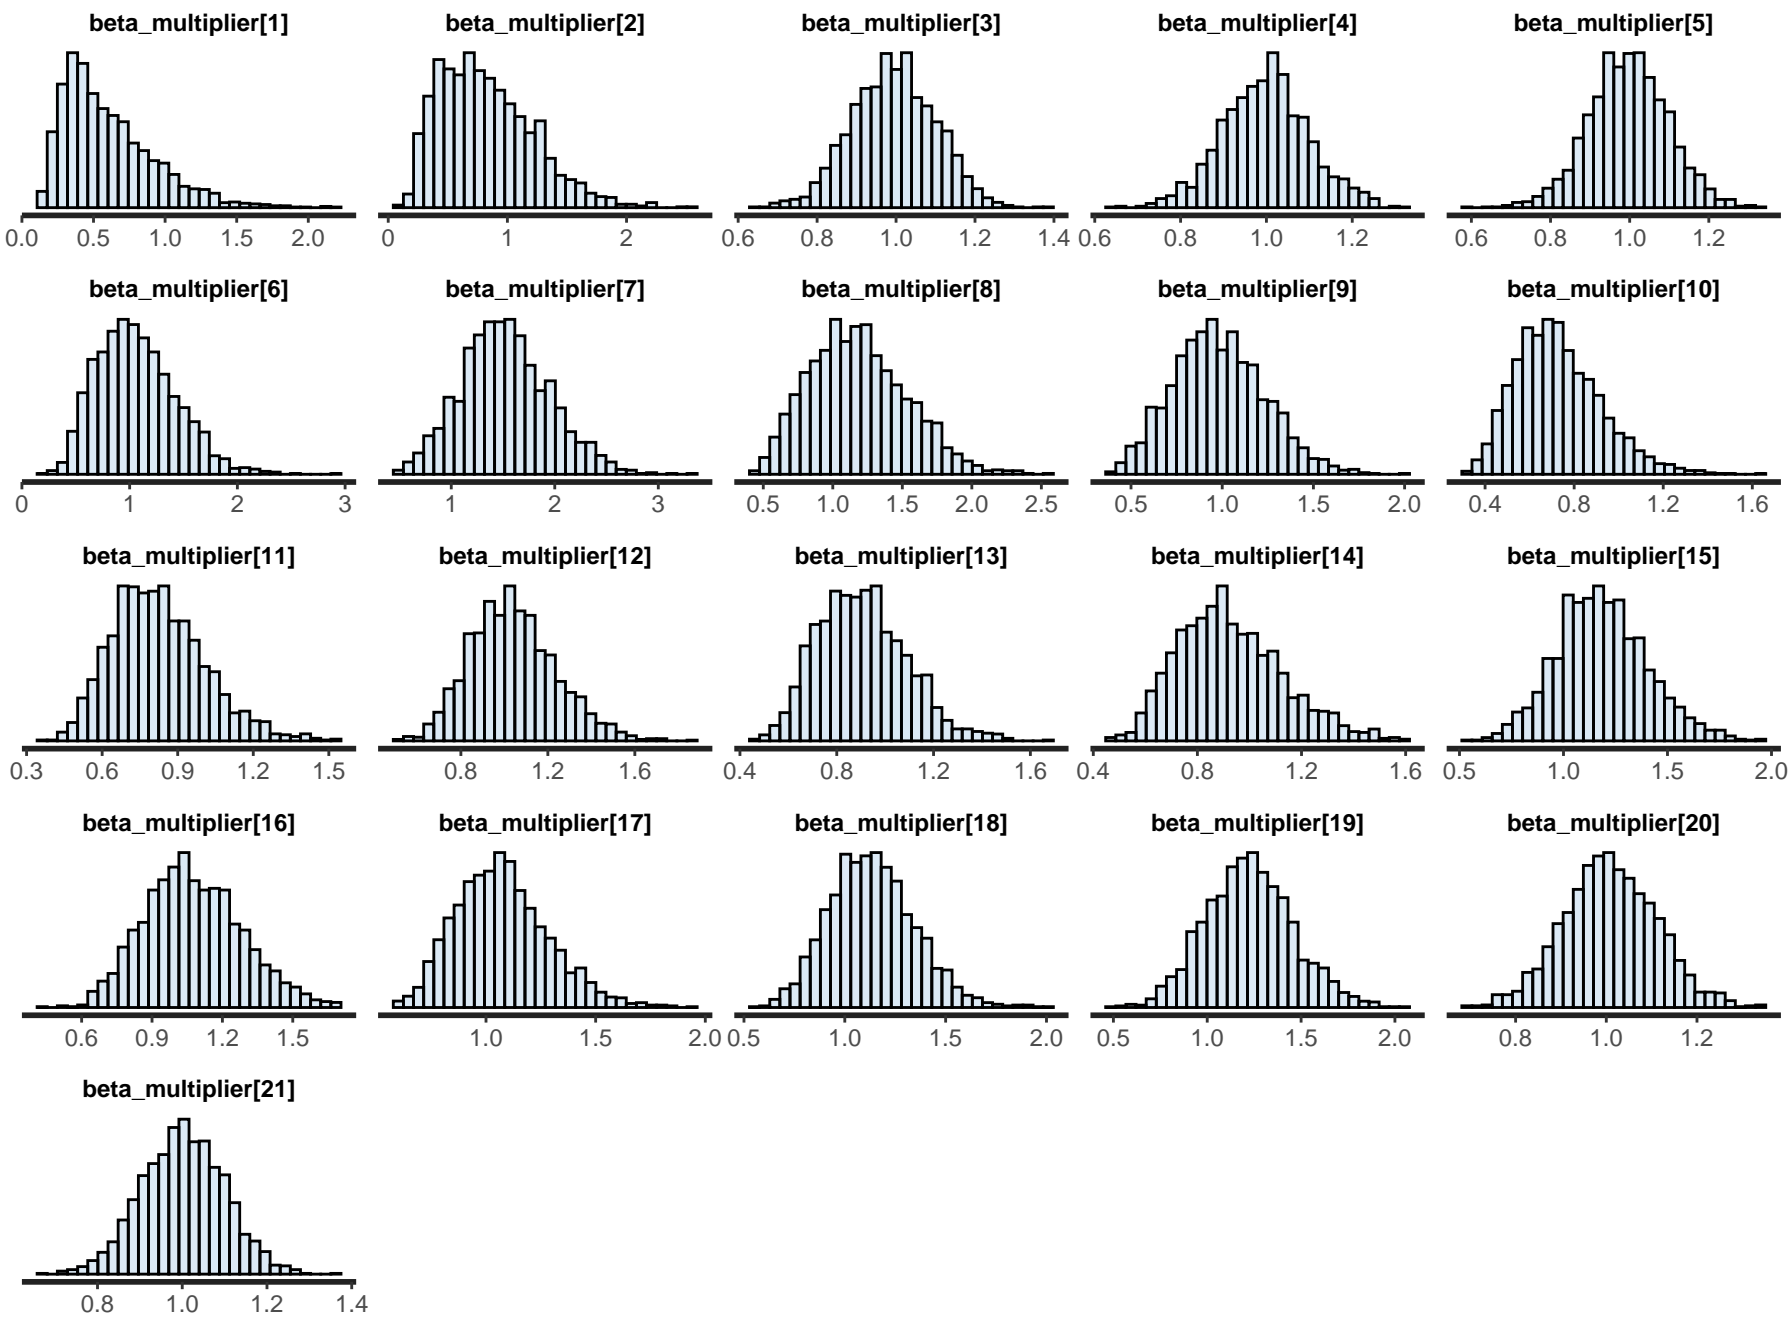 beta_multiplier[1] beta_multiplier[2] beta_multiplier[3] beta_multiplier[4] beta_multiplier[5]
0.0 0.5 1.0 1.5 2.0 0 1 2 0.6 0.8 1.0 1.2 1.4 0.6 0.8 1.0 1.2 0.6 0.8 1.0 1.2
beta_multiplier[6] beta_multiplier[7] beta_multiplier[8] beta_multiplier[9] beta_multiplier[10]
0 1 2 3 1 2 3 0.5 1.0 1.5 2.0 2.5 0.5 1.0 1.5 2.0 0.4 0.8 1.2 1.6
beta_multiplier[11] beta_multiplier[12] beta_multiplier[13] beta_multiplier[14] beta_multiplier[15]
0.3 0.6 0.9 1.2 1.5 0.8 1.2 1.6 0.4 0.8 1.2 1.6 0.4 0.8 1.2 1.6 0.5 1.0 1.5 2.0
beta_multiplier[16] beta_multiplier[17] beta_multiplier[18] beta_multiplier[19] beta_multiplier[20]
0.6 0.9 1.2 1.5 1.0 1.5 2.0 0.5 1.0 1.5 2.0 0.5 1.0 1.5 2.0 0.8 1.0 1.2
beta_multiplier[21]
0.8 1.0 1.2 1.4